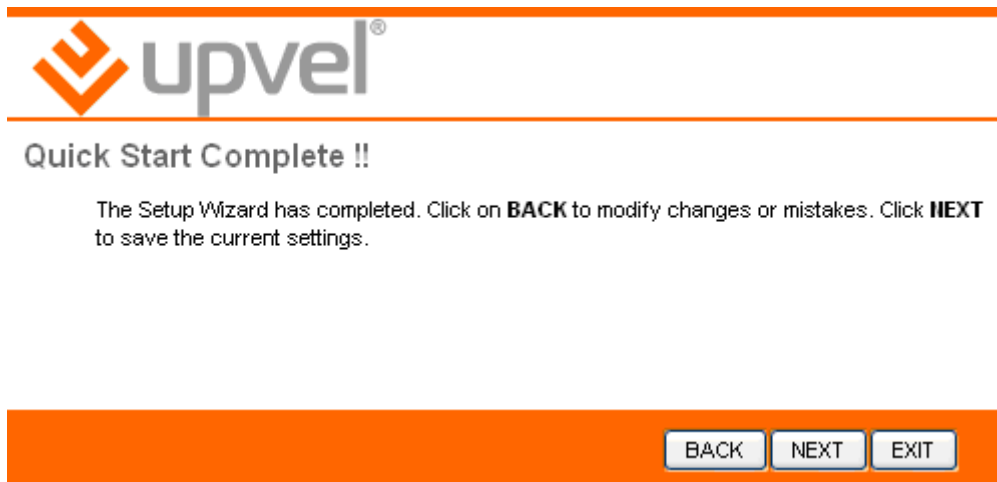 upvel®
Quick Start Complete !!
The Setup Wizard has completed. Click on BACK to modify changes or mistakes. Click NEXT
to save the current settings.
BACK NEXT EXIT